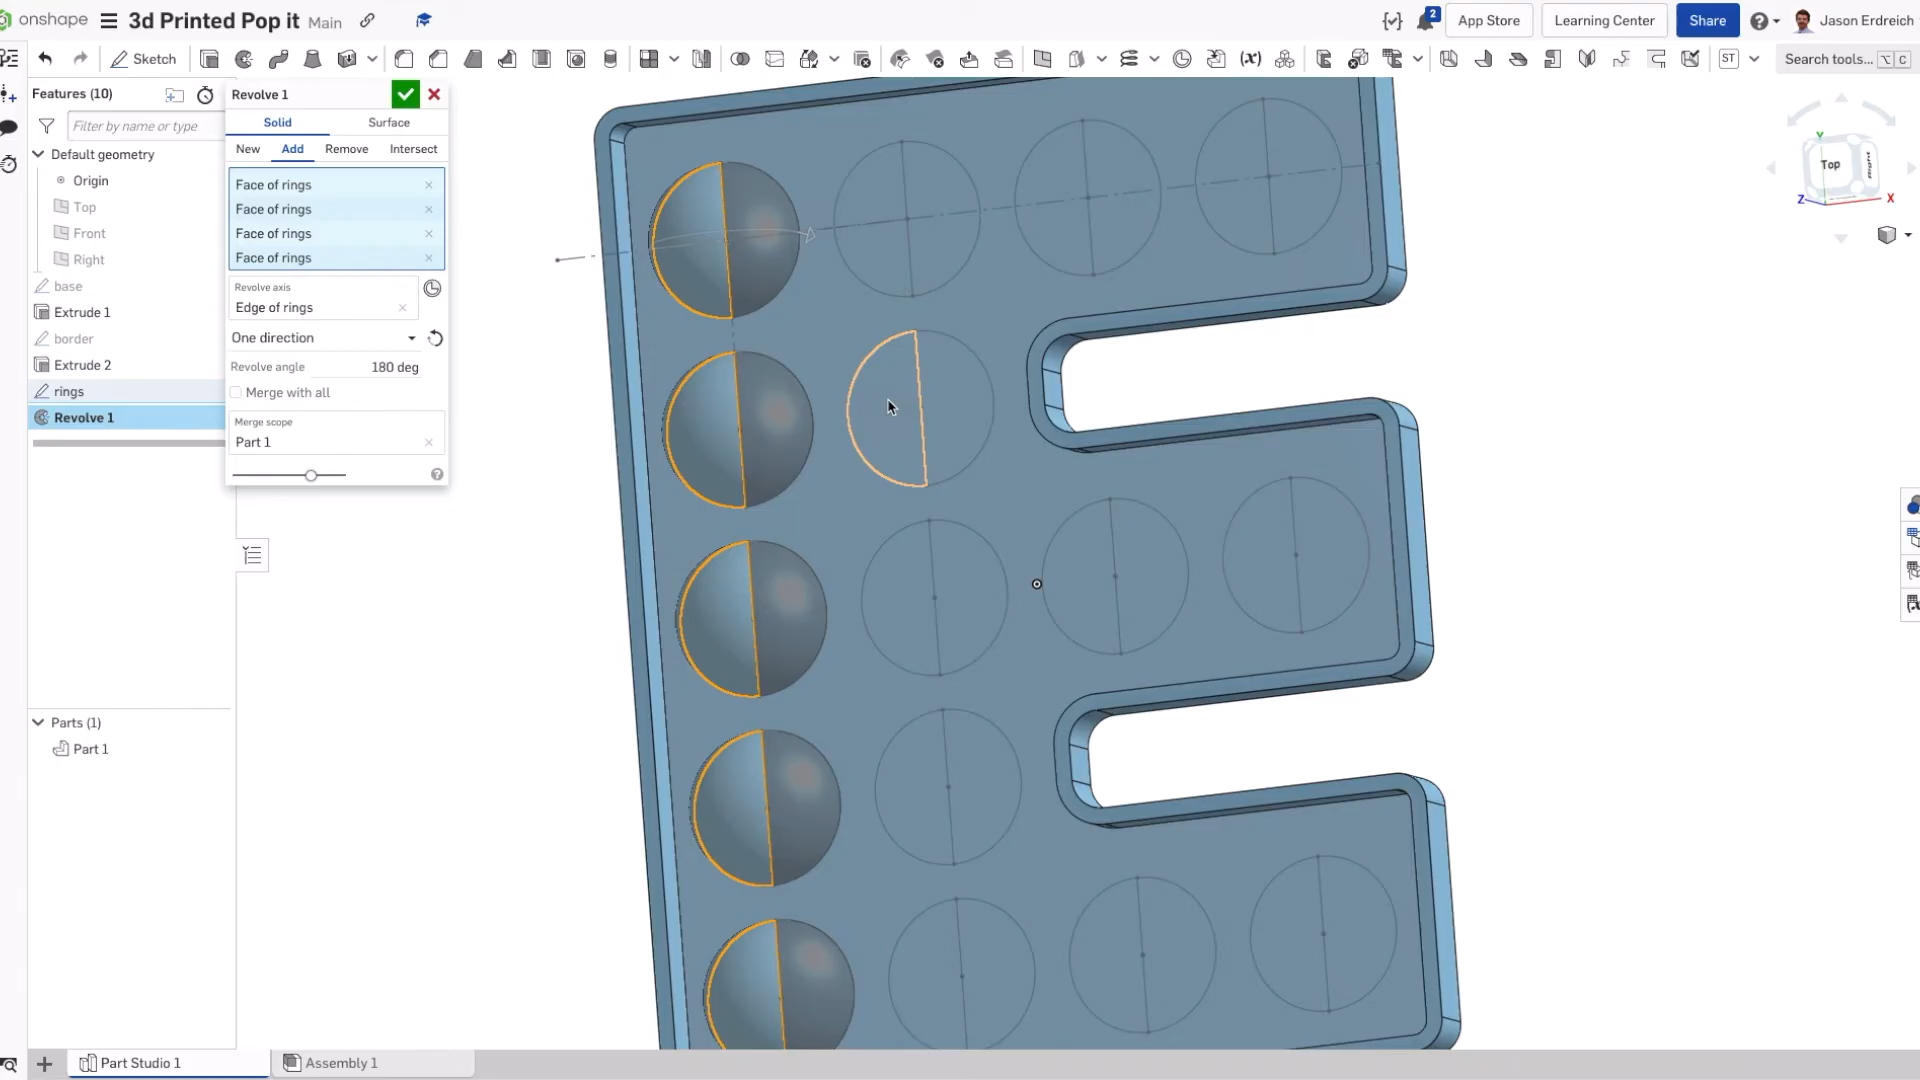 onshape
3d Printed Pop it Main
2
App Store
Learning Center
Share
Jason Erdreich
Sketch
(x)
ST
Search tools...
⌥ C
Features (10)
Filter by name or type
Default geometry
Origin
Top
Front
Right
base
Extrude 1
border
Extrude 2
rings
Revolve 1
Parts (1)
Part 1
Revolve 1
Solid
Surface
New
Add
Remove
Intersect
Face of rings
Face of rings
Face of rings
Face of rings
Revolve axis
Edge of rings
One direction
Revolve angle
180 deg
Merge with all
Merge scope
Part 1
Y
Top
Right
Z
X
Part Studio 1
Assembly 1